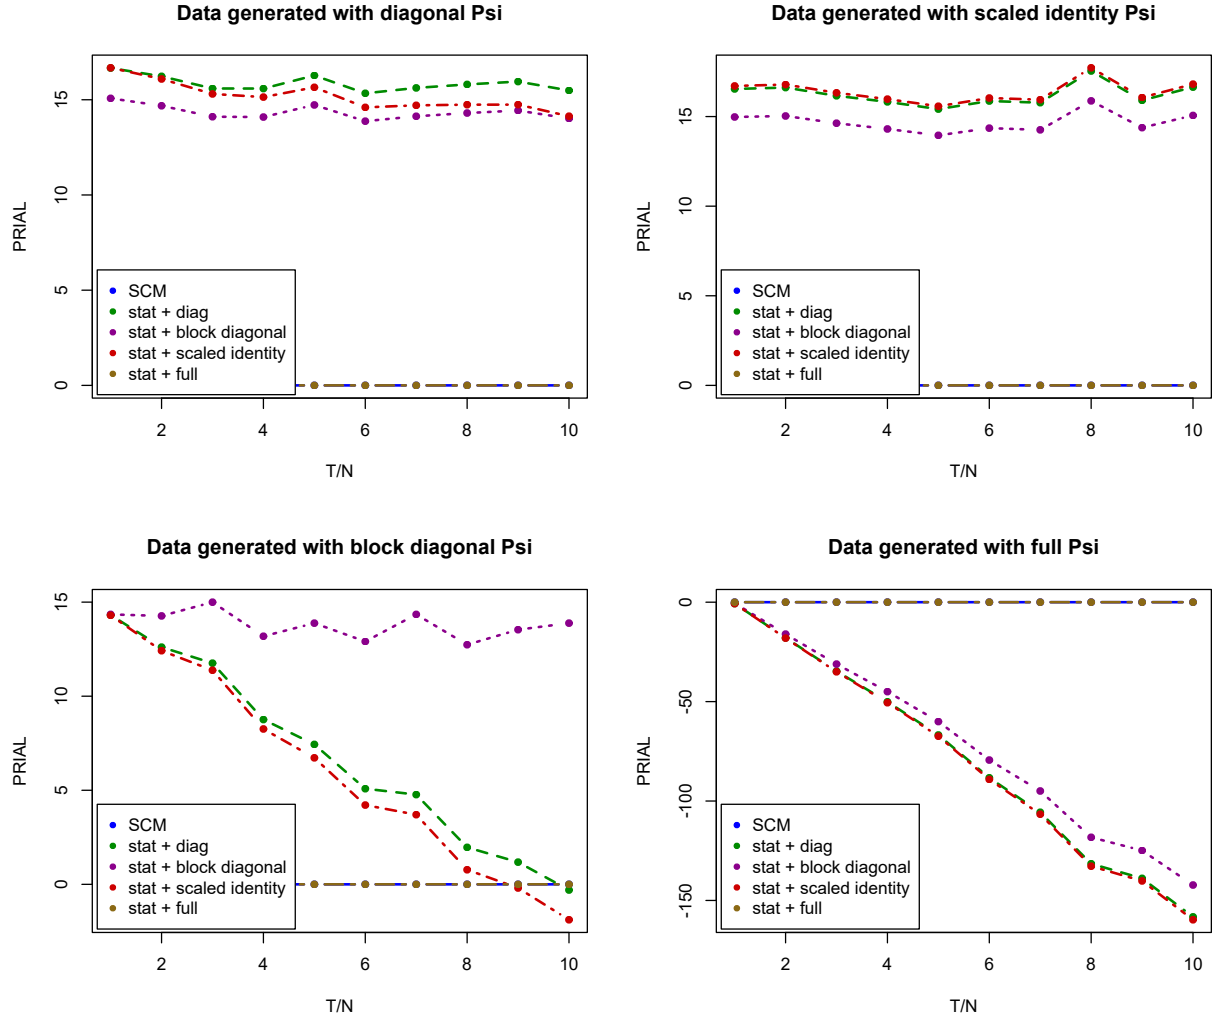 Data generated with diagonal Psi
PRIAL
15
10
5
0
SCM
stat + diag
stat + block diagonal
stat + scaled identity
stat + full
2 4 6 8 10
T/N
Data generated with scaled identity Psi
PRIAL
15
10
5
0
SCM
stat + diag
stat + block diagonal
stat + scaled identity
stat + full
2 4 6 8 10
T/N
Data generated with block diagonal Psi
PRIAL
15
10
5
0
SCM
stat + diag
stat + block diagonal
stat + scaled identity
stat + full
2 4 6 8 10
T/N
Data generated with full Psi
PRIAL
0
-50
-100
-150
SCM
stat + diag
stat + block diagonal
stat + scaled identity
stat + full
2 4 6 8 10
T/N